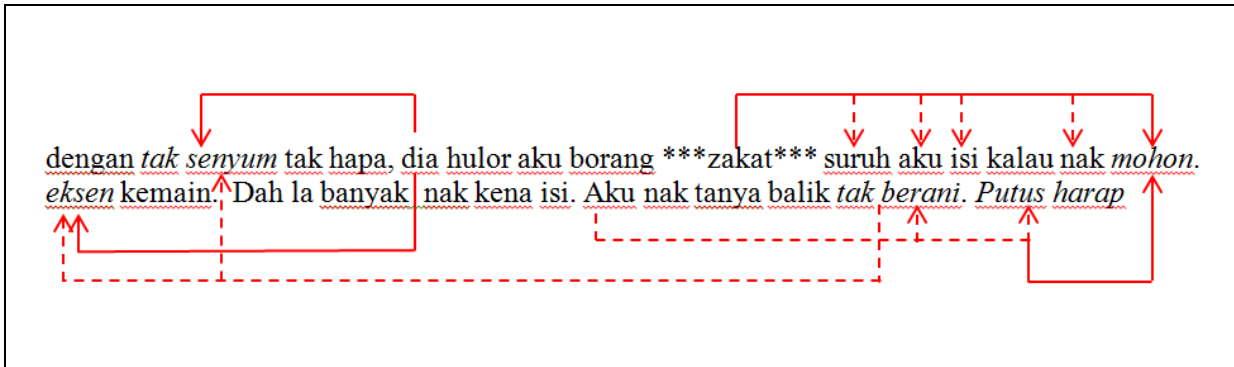 dengan tak senyum tak hapa, dia hulor aku borang ***zakat*** suruh aku isi kalau nak mohon.
eksen kemain. Dah la banyak nak kena isi. Aku nak tanya balik tak berani. Putus harap